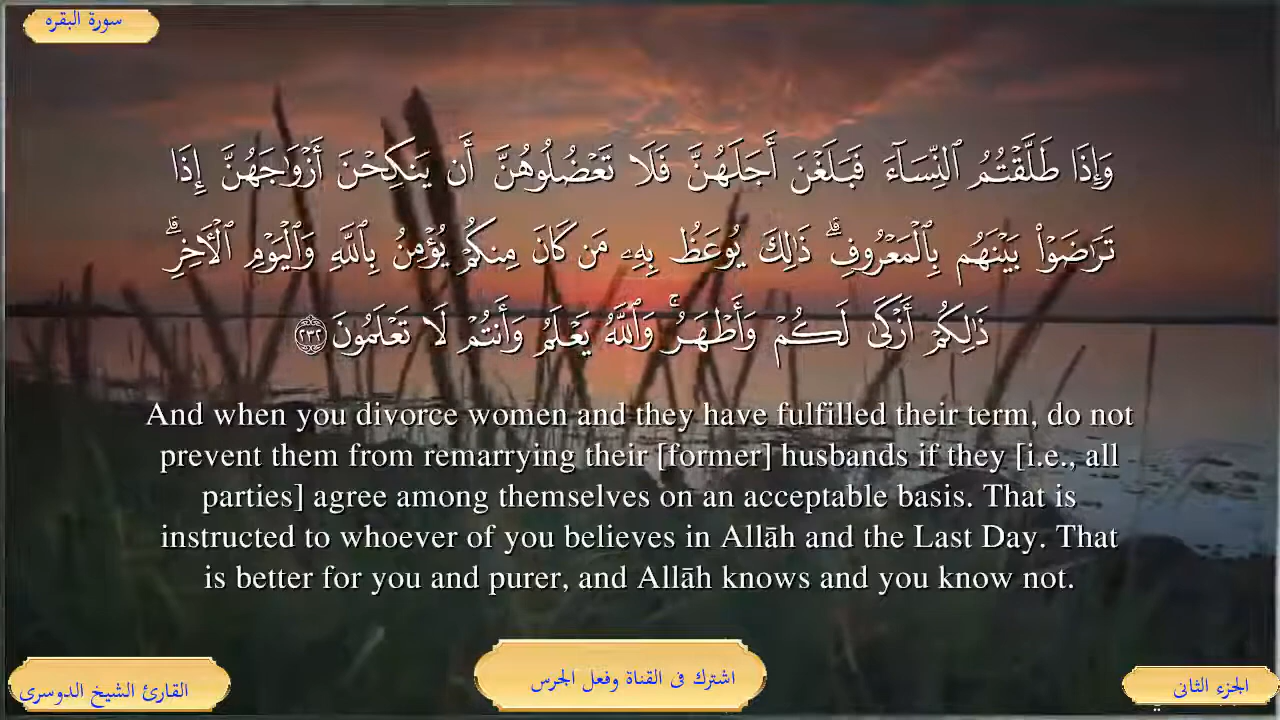 سورة البقره
وَإِذَا طَلَّقْتُمُ ٱلنِّسَآءَ فَبَلَغْنَ أَجَلَهُنَّ فَلَا تَعْضُلُوهُنَّ أَن يَنكِحْنَ أَزْوَٰجَهُنَّ إِذَا
تَرَٰضَوْا۟ بَيْنَهُم بِٱلْمَعْرُوفِ ۗ ذَٰلِكَ يُوعَظُ بِهِۦ مَن كَانَ مِنكُمْ يُؤْمِنُ بِٱللَّهِ وَٱلْيَوْمِ ٱلْءَاخِرِ ۗ
ذَٰلِكُمْ أَزْكَىٰ لَكُمْ وَأَطْهَرُ ۚ وَٱللَّهُ يَعْلَمُ وَأَنتُمْ لَا تَعْلَمُونَ ٢٣٢
And when you divorce women and they have fulfilled their term, do not
prevent them from remarrying their [former] husbands if they [i.e., all
parties] agree among themselves on an acceptable basis. That is
instructed to whoever of you believes in Allāh and the Last Day. That
is better for you and purer, and Allāh knows and you know not.
الجزء الثانى
اشترك فى القناة وفعل الجرس
القارئ الشيخ الدوسرى